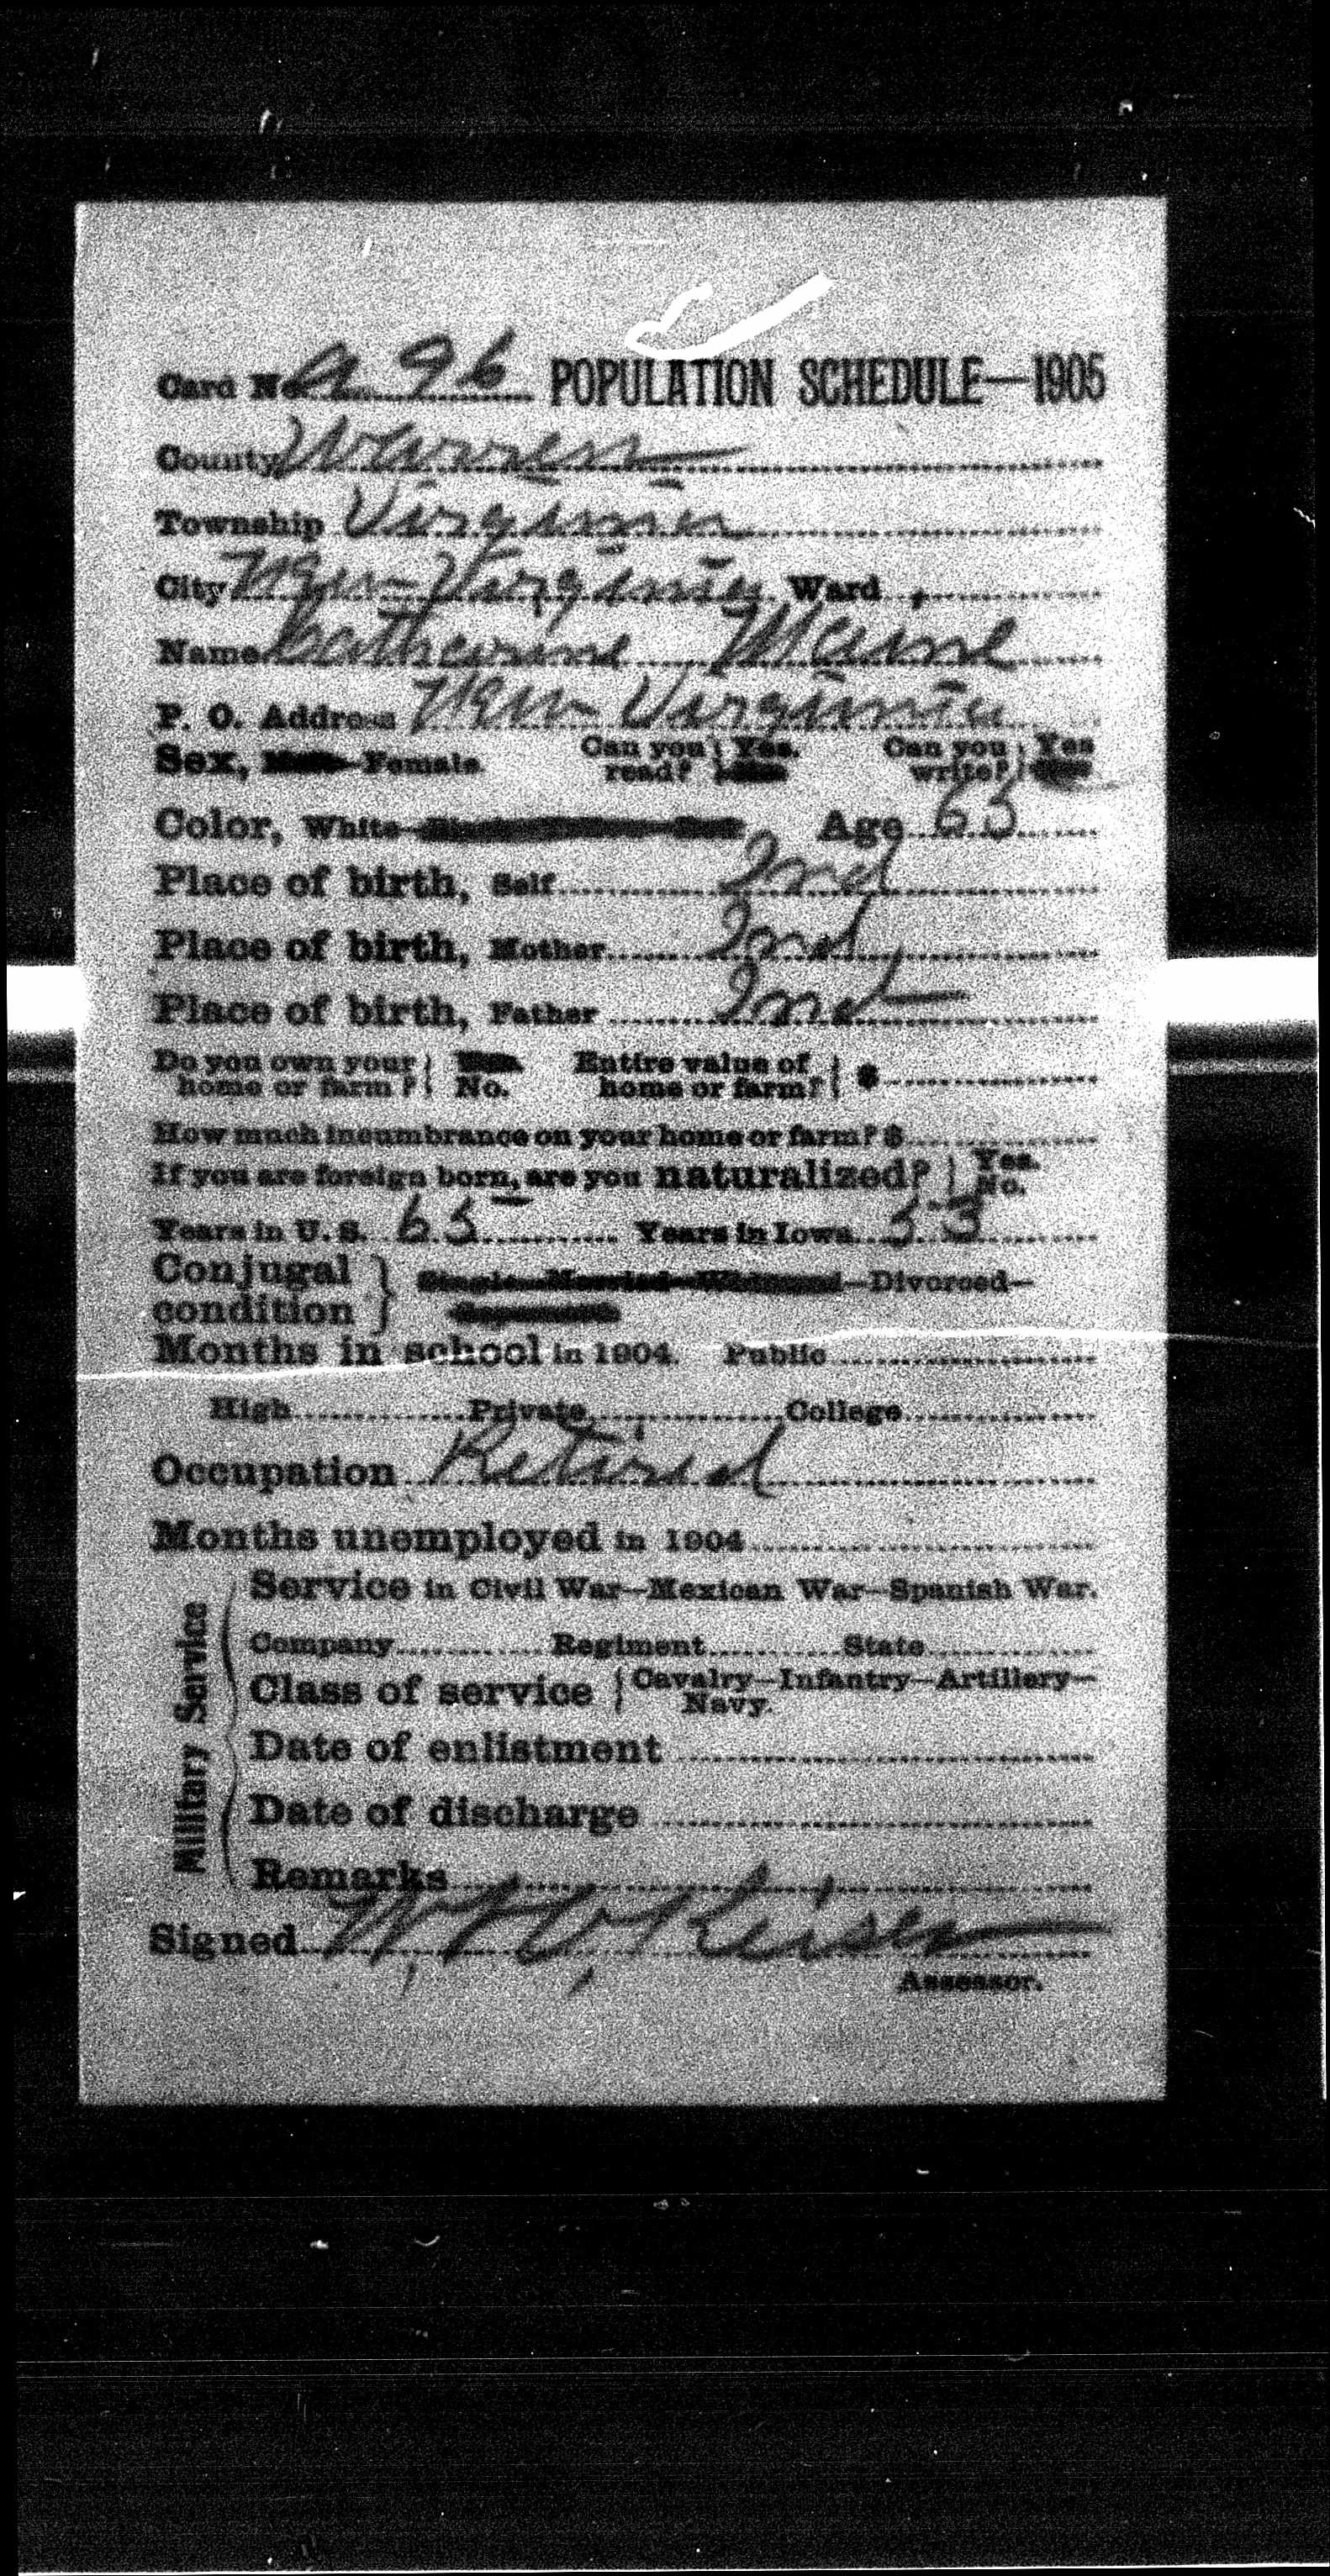 Card No. A. 96 POPULATION SCHEDULE—1905
County Warren
Township Virginia
City New-Virginia Ward
Name Catherine Maine
P. O. Address New Virginia
Sex, Male—Female. Can you read? Yes. No. Can you write? Yes No.
Color, White— Age 65
Place of birth, Self Ind
Place of birth, Mother Ind
Place of birth, Father Ind
Do you own your home or farm? Yes. No. Entire value of home or farm? $
How much incumbrance on your home or farm? $
If you are foreign born, are you naturalized? Yes. No.
Years in U. S. 65 Years in Iowa 53
Conjugal condition Single—Married—Widowed—Divorced—
Separated
Months in school in 1904. Public
High Private College
Occupation Retired
Months unemployed in 1904
Military Service
Service in Civil War—Mexican War—Spanish War.
Company Regiment State
Class of service Cavalry—Infantry—Artillery—
Navy.
Date of enlistment
Date of discharge
Remarks
Signed W, H, Reisen
Assessor.